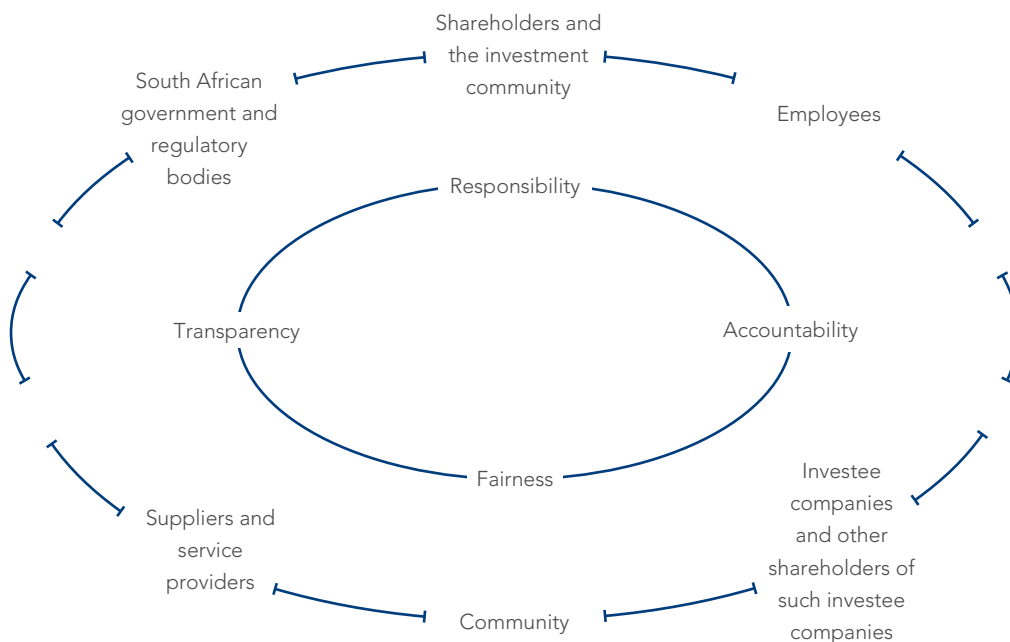 Shareholders and
the investment
community
South African
government and
regulatory
bodies
Employees
Responsibility
Transparency
Accountability
Fairness
Suppliers and
service
providers
Investee
companies
and other
shareholders of
such investee
companies
Community